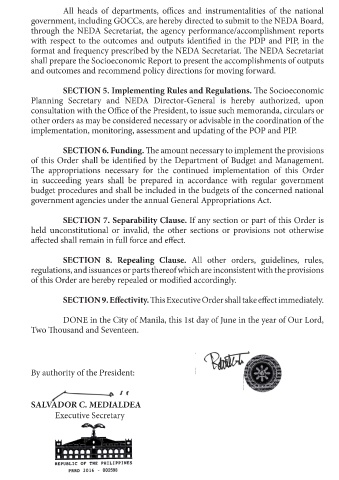 All heads of departments, offices and instrumentalities of the national
government, including GOCCs, are hereby directed to submit to the NEDA Board,
through the NEDA Secretariat, the agency performance/accomplishment reports
with respect to the outcomes and outputs identified in the PDP and PIP, in the
format and frequency prescribed by the NEDA Secretariat. The NEDA Secretariat
shall prepare the Socioeconomic Report to present the accomplishments of outputs
and outcomes and recommend policy directions for moving forward.
SECTION 5. Implementing Rules and Regulations. The Socioeconomic
Planning Secretary and NEDA Director-General is hereby authorized, upon
consultation with the Office of the President, to issue such memoranda, circulars or
other orders as may be considered necessary or advisable in the coordination of the
implementation, monitoring, assessment and updating of the POP and PIP.
SECTION 6. Funding. The amount necessary to implement the provisions
of this Order shall be identified by the Department of Budget and Management.
The appropriations necessary for the continued implementation of this Order
in succeeding years shall be prepared in accordance with regular government
budget procedures and shall be included in the budgets of the concerned national
government agencies under the annual General Appropriations Act.
SECTION 7. Separability Clause. If any section or part of this Order is
held unconstitutional or invalid, the other sections or provisions not otherwise
affected shall remain in full force and effect.
SECTION 8. Repealing Clause. All other orders, guidelines, rules,
regulations, and issuances or parts thereof which are inconsistent with the provisions
of this Order are hereby repealed or modified accordingly.
SECTION 9. Effectivity. This Executive Order shall take effect immediately.
DONE in the City of Manila, this 1st day of June in the year of Our Lord,
Two Thousand and Seventeen.
By authority of the President:
SALVADOR C. MEDIALDEA
Executive Secretary
REPUBLIC OF THE PHILIPPINES
PRRD 2016 - 002598